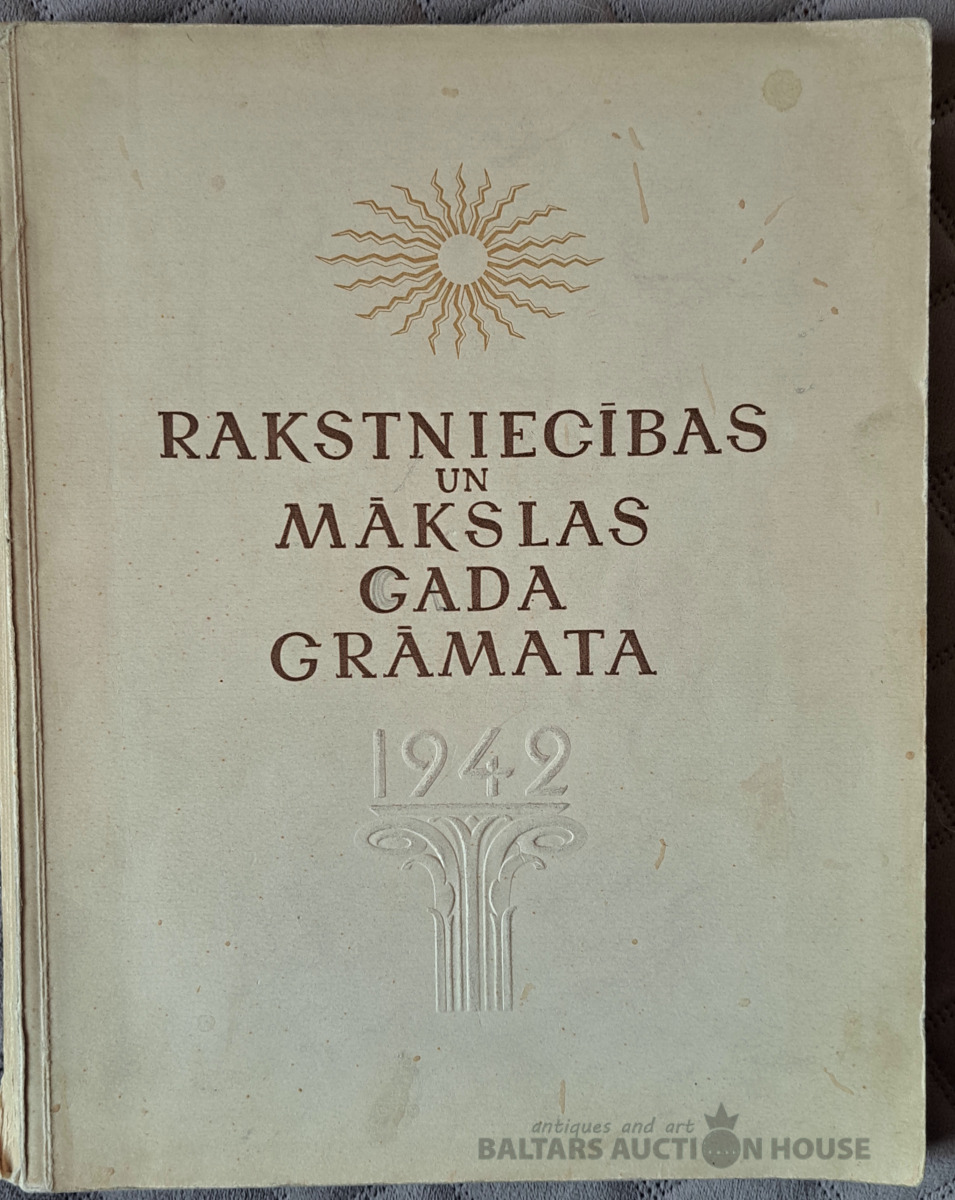 RAKSTNIECĪBAS
UN
MĀKSLAS
GADA
GRĀMATA
1942
antiques and art
BALTARS AUCTION HOUSE